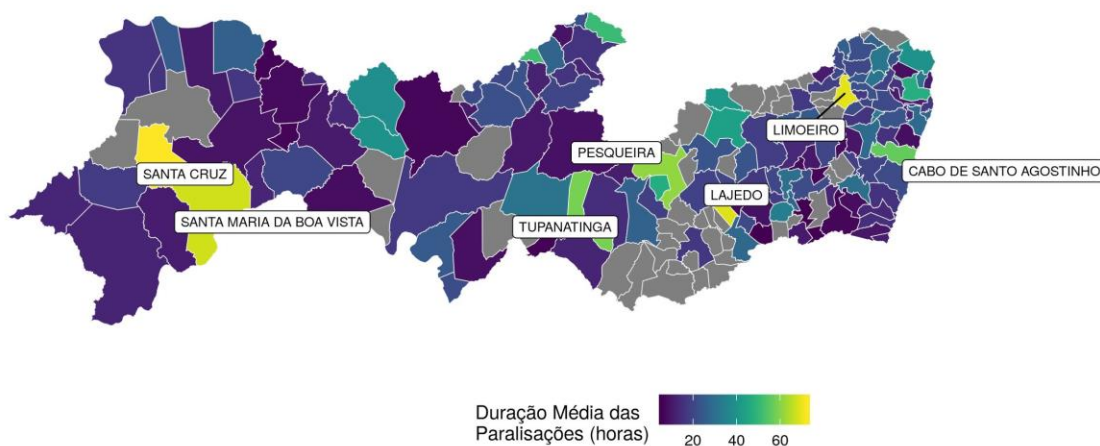 LIMOEIRO
PESQUEIRA
CABO DE SANTO AGOSTINHO
SANTA CRUZ
LAJEDO
SANTA MARIA DA BOA VISTA
TUPANATINGA
Duração Média das
Paralisações (horas)
20 40 60